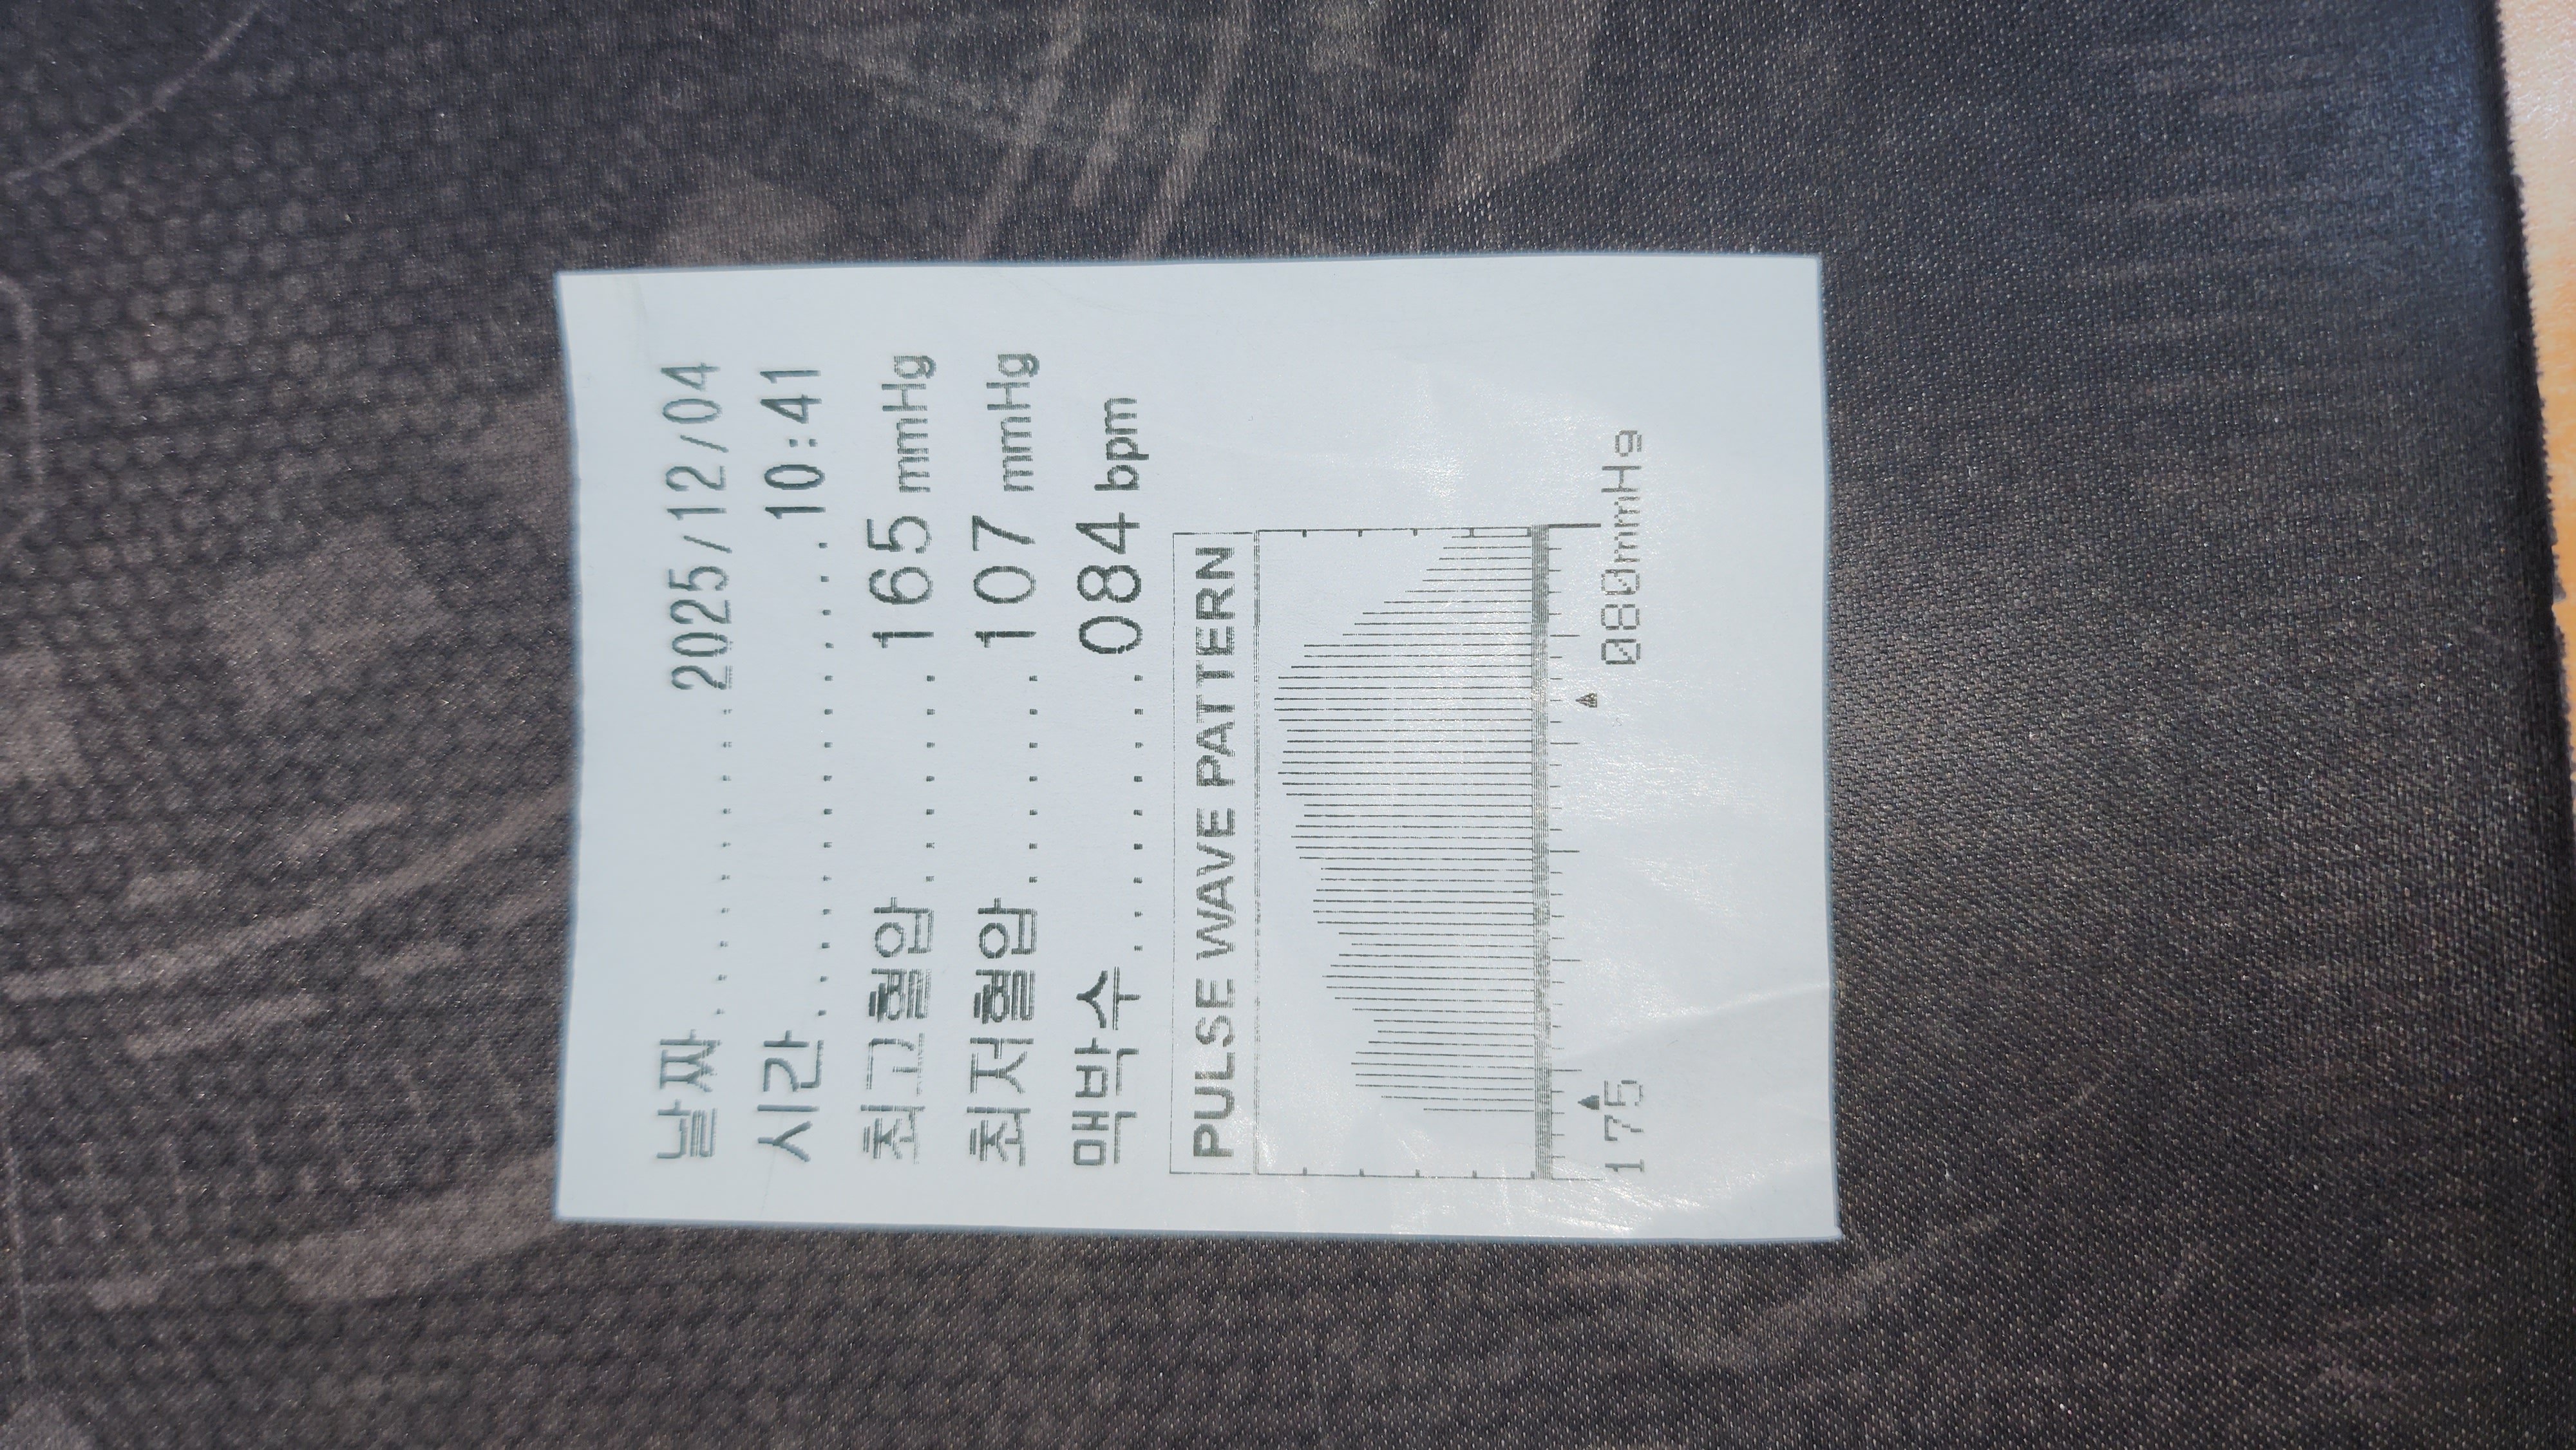 날짜.......... 2025/12/04
시간............... 10:41
최고혈압....... 165 mmHg
최저혈압....... 107 mmHg
맥박수......... 084 bpm
PULSE WAVE PATTERN
175 080mmHg